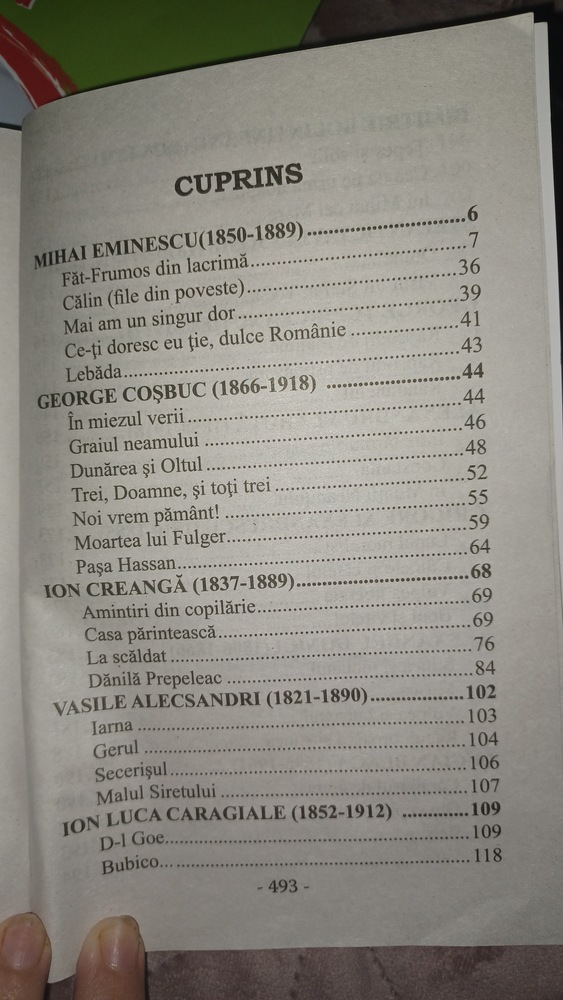 CUPRINS
MIHAI EMINESCU(1850-1889) ........................................6
Făt-Frumos din lacrimă........................................7
Călin (file din poveste)........................................36
Mai am un singur dor........................................39
Ce-ţi doresc eu ţie, dulce Românie ....................41
Lebăda........................................43
GEORGE COŞBUC (1866-1918) ........................44
În miezul verii........................................44
Graiul neamului ........................................46
Dunărea şi Oltul ........................................48
Trei, Doamne, şi toţi trei ................................52
Noi vrem pământ! ........................................55
Moartea lui Fulger........................................59
Paşa Hassan........................................64
ION CREANGĂ (1837-1889)................................68
Amintiri din copilărie........................................69
Casa părintească........................................69
La scăldat ........................................76
Dănilă Prepeleac ........................................84
VASILE ALECSANDRI (1821-1890)..................102
Iarna ........................................103
Gerul ........................................104
Secerişul........................................106
Malul Siretului ........................................107
ION LUCA CARAGIALE (1852-1912) .............109
D-l Goe........................................109
Bubico........................................118
- 493 -